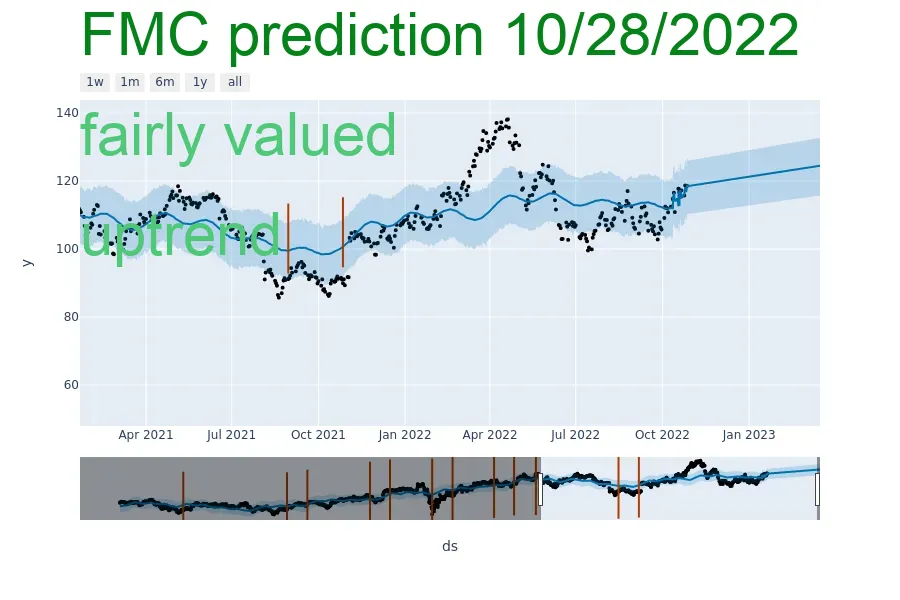 FMC prediction 10/28/2022
1w 1m 6m 1y all
140
fairly valued
120
uptrend
100
y
80
60
Apr 2021 Jul 2021 Oct 2021 Jan 2022 Apr 2022 Jul 2022 Oct 2022 Jan 2023
ds